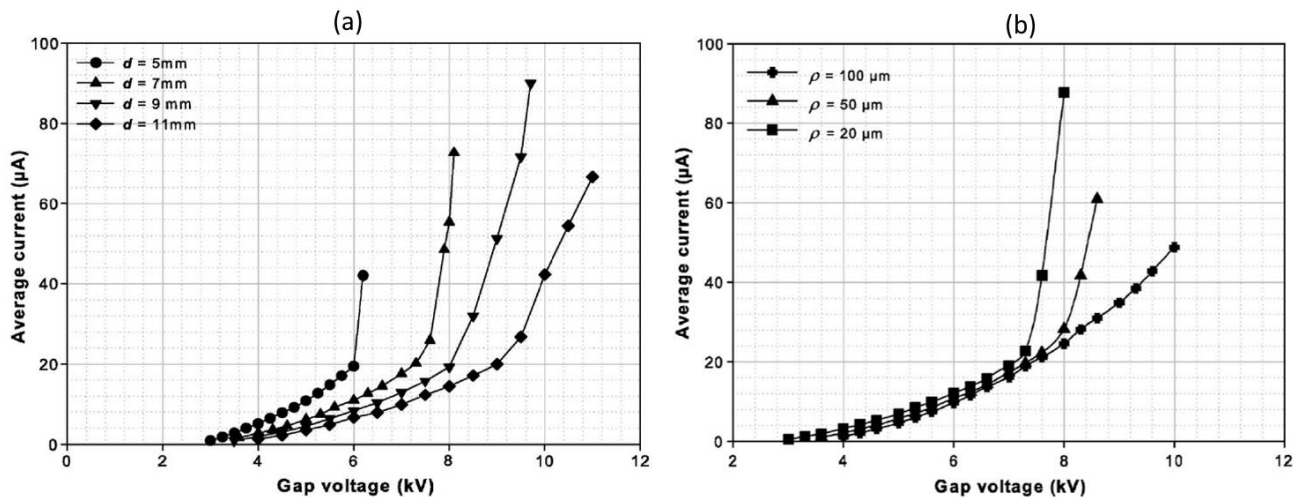 (a)
100
80
60
40
20
0
Average current (µA)
d = 5mm
d = 7mm
d = 9 mm
d = 11mm
0 2 4 6 8 10 12
Gap voltage (kV)
(b)
100
80
60
40
20
0
Average current (µA)
ρ = 100 µm
ρ = 50 µm
ρ = 20 µm
2 4 6 8 10 12
Gap voltage (kV)